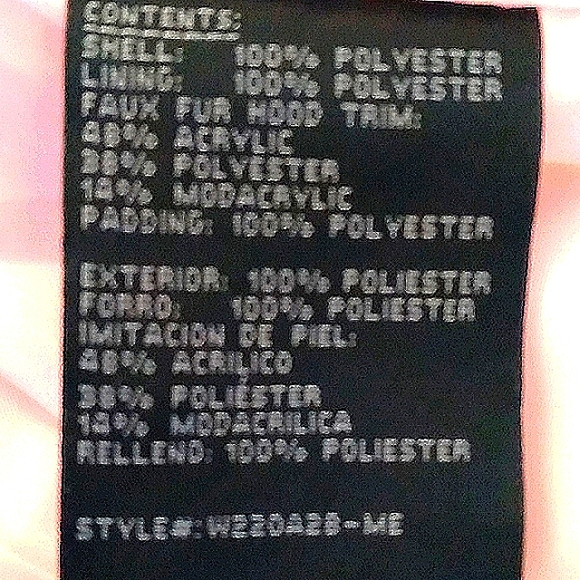 CONTENTS:
SHELL: 100% POLYESTER
LINING: 100% POLYESTER
FAUX FUR HOOD TRIM:
48% ACRYLIC
38% POLYESTER
14% MODACRYLIC
PADDING: 100% POLYESTER
EXTERIOR: 100% POLIESTER
FORRO: 100% POLIESTER
IMITACION DE PIEL:
48% ACRILICO
38% POLIÉSTER
14% MODACRILICA
RELLENO: 100% POLIESTER
STYLE#: